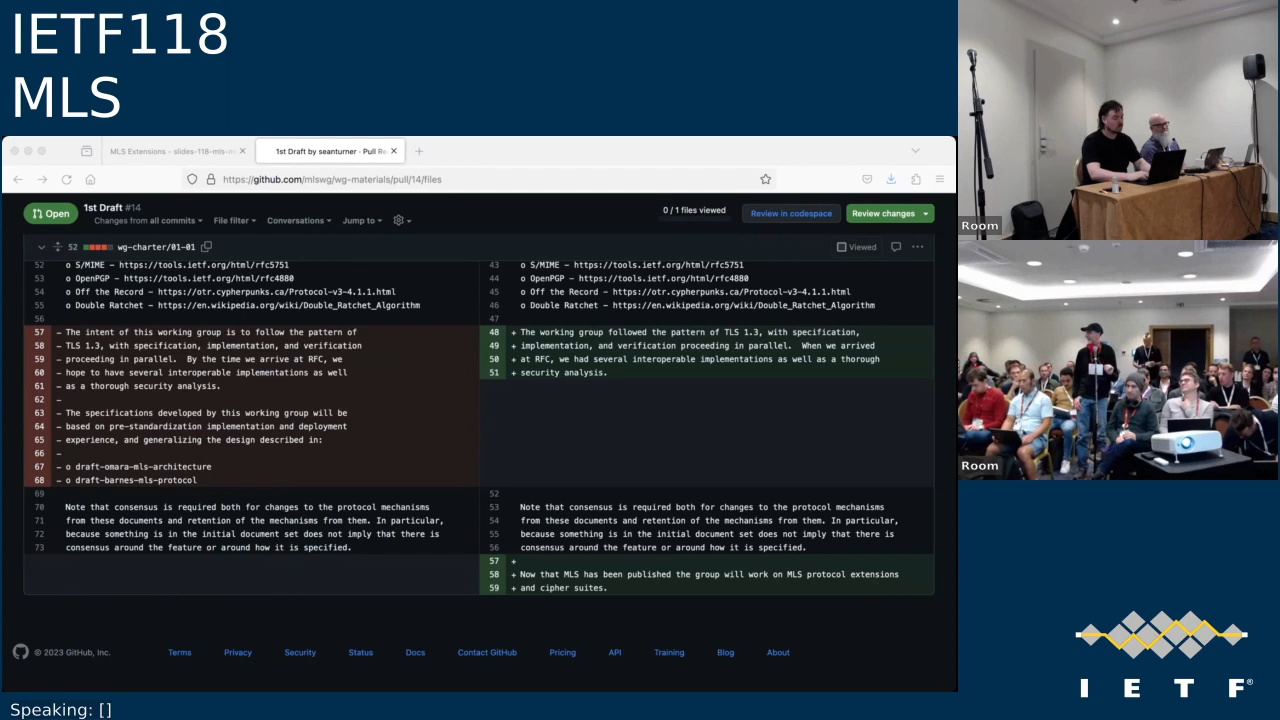 IETF118
MLS
MLS Extensions - slides-118-mls-m
1st Draft by seanturner · Pull Re
https://github.com/mlswg/wg-materials/pull/14/files
Open
1st Draft #14
Changes from all commits
File filter
Conversations
Jump to
0 / 1 files viewed
Review in codespace
Review changes
52
wg-charter/01-01
Viewed
52 o S/MIME – https://tools.ietf.org/html/rfc5751
53 o OpenPGP – https://tools.ietf.org/html/rfc4880
54 o Off the Record – https://otr.cypherpunks.ca/Protocol-v3-4.1.1.html
55 o Double Ratchet – https://en.wikipedia.org/wiki/Double_Ratchet_Algorithm
56
57 – The intent of this working group is to follow the pattern of
58 – TLS 1.3, with specification, implementation, and verification
59 – proceeding in parallel.  By the time we arrive at RFC, we
60 – hope to have several interoperable implementations as well
61 – as a thorough security analysis.
62 –
63 – The specifications developed by this working group will be
64 – based on pre-standardization implementation and deployment
65 – experience, and generalizing the design described in:
66 –
67 – o draft-omara-mls-architecture
68 – o draft-barnes-mls-protocol
69
70 Note that consensus is required both for changes to the protocol mechanisms
71 from these documents and retention of the mechanisms from them. In particular,
72 because something is in the initial document set does not imply that there is
73 consensus around the feature or around how it is specified.
43 o S/MIME – https://tools.ietf.org/html/rfc5751
44 o OpenPGP – https://tools.ietf.org/html/rfc4880
45 o Off the Record – https://otr.cypherpunks.ca/Protocol-v3-4.1.1.html
46 o Double Ratchet – https://en.wikipedia.org/wiki/Double_Ratchet_Algorithm
47
48 + The working group followed the pattern of TLS 1.3, with specification,
49 + implementation, and verification proceeding in parallel.  When we arrived
50 + at RFC, we had several interoperable implementations as well as a thorough
51 + security analysis.
52
53 Note that consensus is required both for changes to the protocol mechanisms
54 from these documents and retention of the mechanisms from them. In particular,
55 because something is in the initial document set does not imply that there is
56 consensus around the feature or around how it is specified.
57 +
58 + Now that MLS has been published the group will work on MLS protocol extensions
59 + and cipher suites.
© 2023 GitHub, Inc.
Terms
Privacy
Security
Status
Docs
Contact GitHub
Pricing
API
Training
Blog
About
Room
Room
I E T F®
Speaking: []